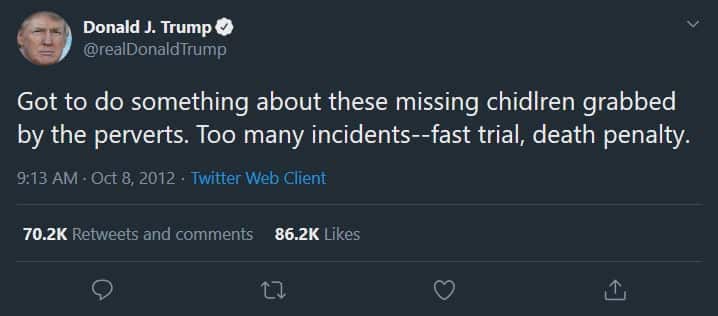 Donald J. Trump
@realDonaldTrump
Got to do something about these missing chidlren grabbed
by the perverts. Too many incidents--fast trial, death penalty.
9:13 AM · Oct 8, 2012 · Twitter Web Client
70.2K Retweets and comments 86.2K Likes